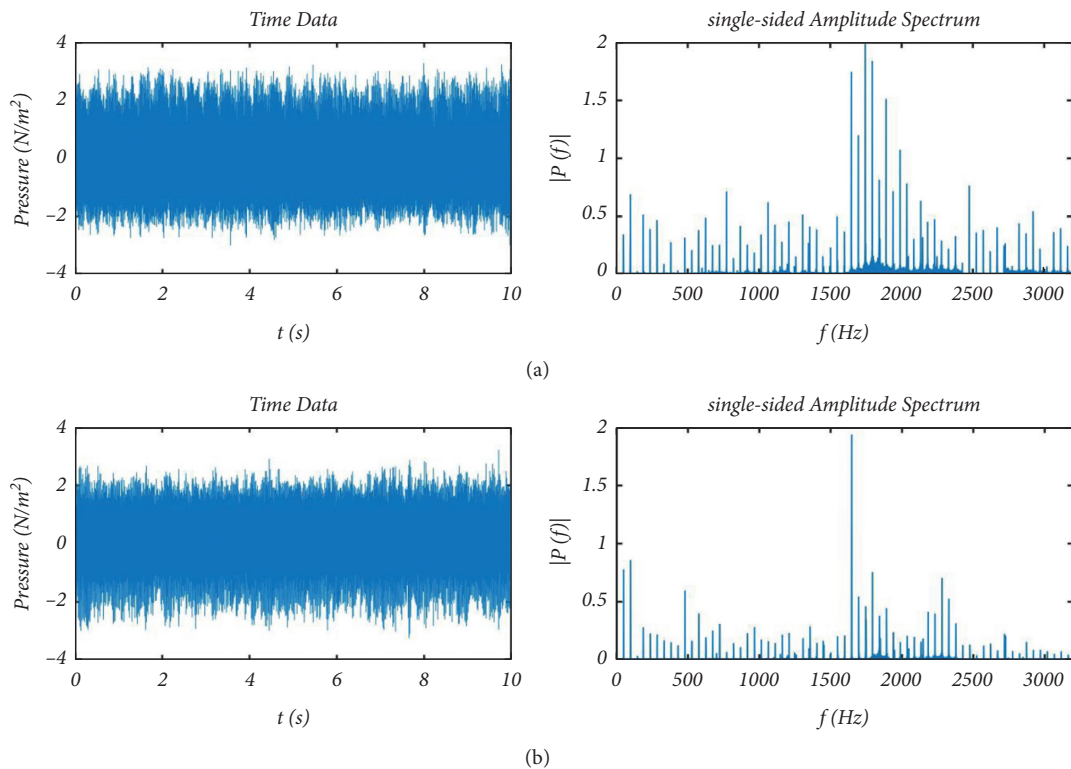 Time Data
4
2
0
−2
−4
Pressure (N/m²)
0 2 4 6 8 10
t (s)
single-sided Amplitude Spectrum
2
1.5
1
0.5
0
|P (f)|
0 500 1000 1500 2000 2500 3000
f (Hz)
(a)
Time Data
4
2
0
−2
−4
Pressure (N/m²)
0 2 4 6 8 10
t (s)
single-sided Amplitude Spectrum
2
1.5
1
0.5
0
|P (f)|
0 500 1000 1500 2000 2500 3000
f (Hz)
(b)